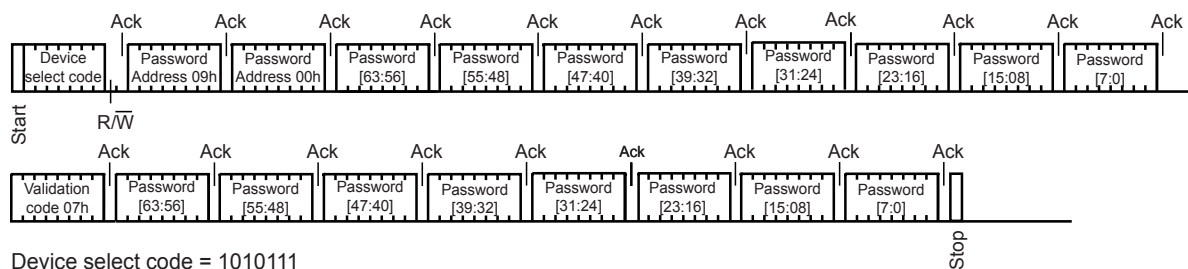 Ack Ack Ack Ack Ack Ack Ack Ack Ack Ack Ack
Device select code
Password Address 09h
Password Address 00h
Password [63:56]
Password [55:48]
Password [47:40]
Password [39:32]
Password [31:24]
Password [23:16]
Password [15:08]
Password [7:0]
Start
R/W̅
Ack Ack Ack Ack Ack Ack Ack Ack Ack
Validation code 07h
Password [63:56]
Password [55:48]
Password [47:40]
Password [39:32]
Password [31:24]
Password [23:16]
Password [15:08]
Password [7:0]
Stop
Device select code = 1010111